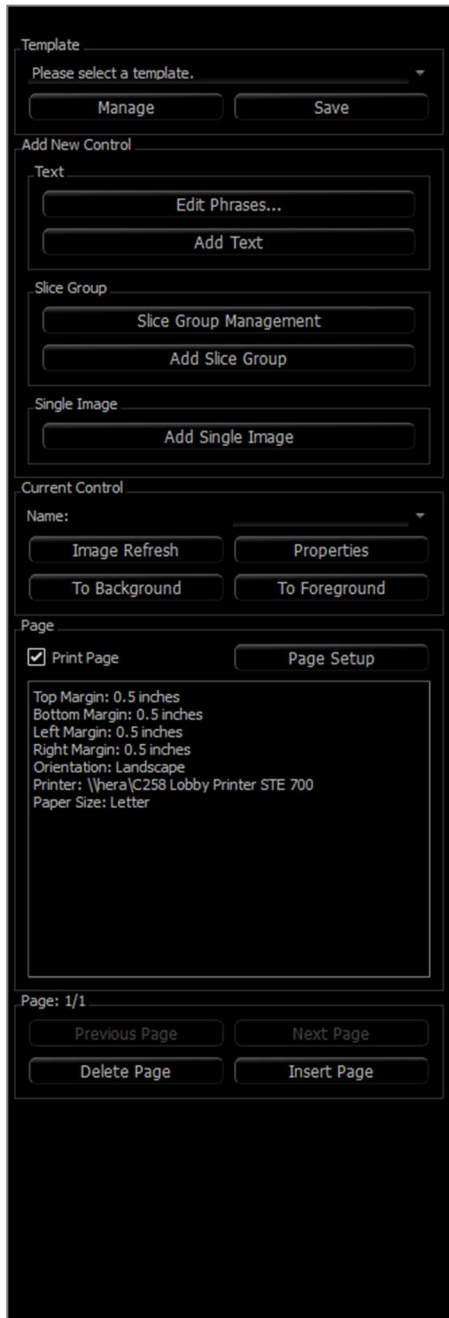 Template
Please select a template.
Manage Save
Add New Control
Text
Edit Phrases...
Add Text
Slice Group
Slice Group Management
Add Slice Group
Single Image
Add Single Image
Current Control
Name:
Image Refresh Properties
To Background To Foreground
Page
Print Page Page Setup
Top Margin: 0.5 inches
Bottom Margin: 0.5 inches
Left Margin: 0.5 inches
Right Margin: 0.5 inches
Orientation: Landscape
Printer: \\hera\C258 Lobby Printer STE 700
Paper Size: Letter
Page: 1/1
Previous Page Next Page
Delete Page Insert Page